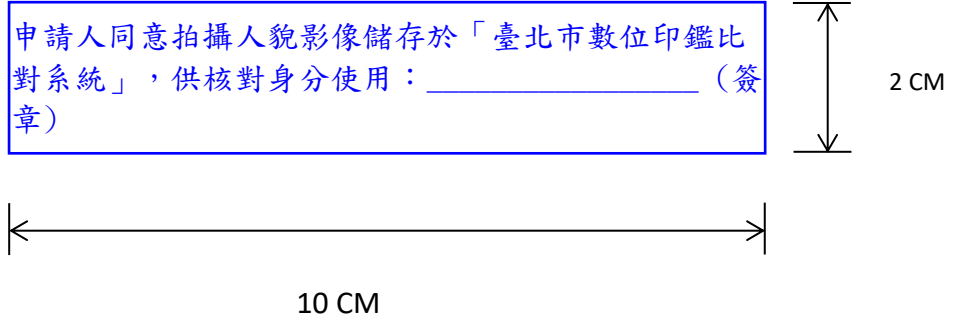 申請人同意拍攝人貌影像儲存於「臺北市數位印鑑比
對系統」，供核對身分使用：_________________（簽
章）
2 CM
10 CM